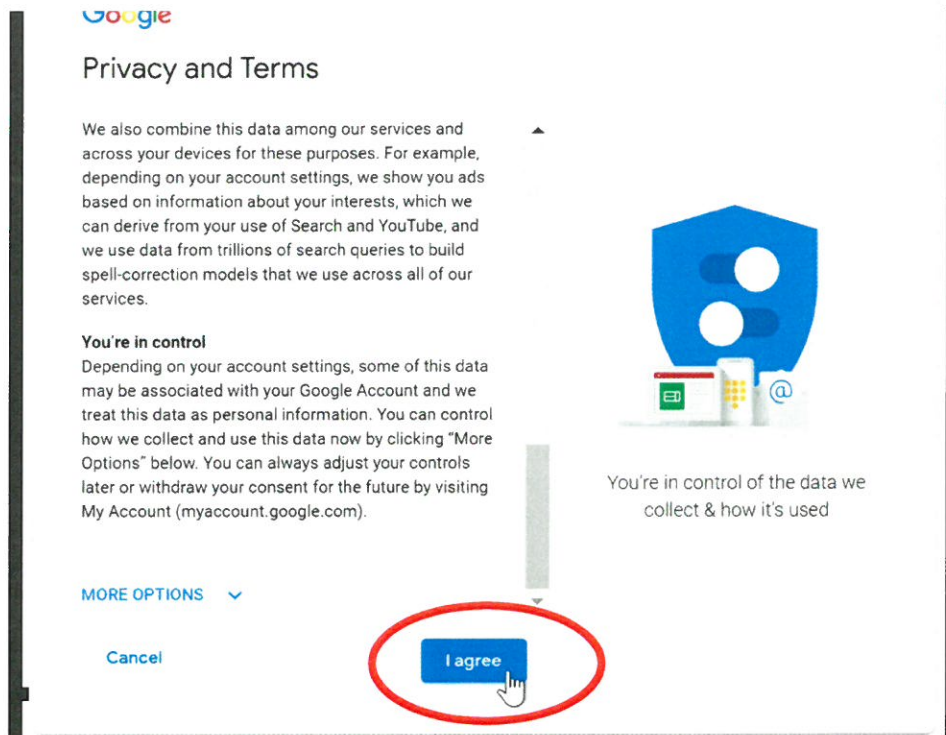 Google
Privacy and Terms
We also combine this data among our services and
across your devices for these purposes. For example,
depending on your account settings, we show you ads
based on information about your interests, which we
can derive from your use of Search and YouTube, and
we use data from trillions of search queries to build
spell-correction models that we use across all of our
services.
You're in control
Depending on your account settings, some of this data
may be associated with your Google Account and we
treat this data as personal information. You can control
how we collect and use this data now by clicking "More
Options" below. You can always adjust your controls
later or withdraw your consent for the future by visiting
My Account (myaccount.google.com).
MORE OPTIONS
Cancel
I agree
@
You're in control of the data we
collect & how it's used